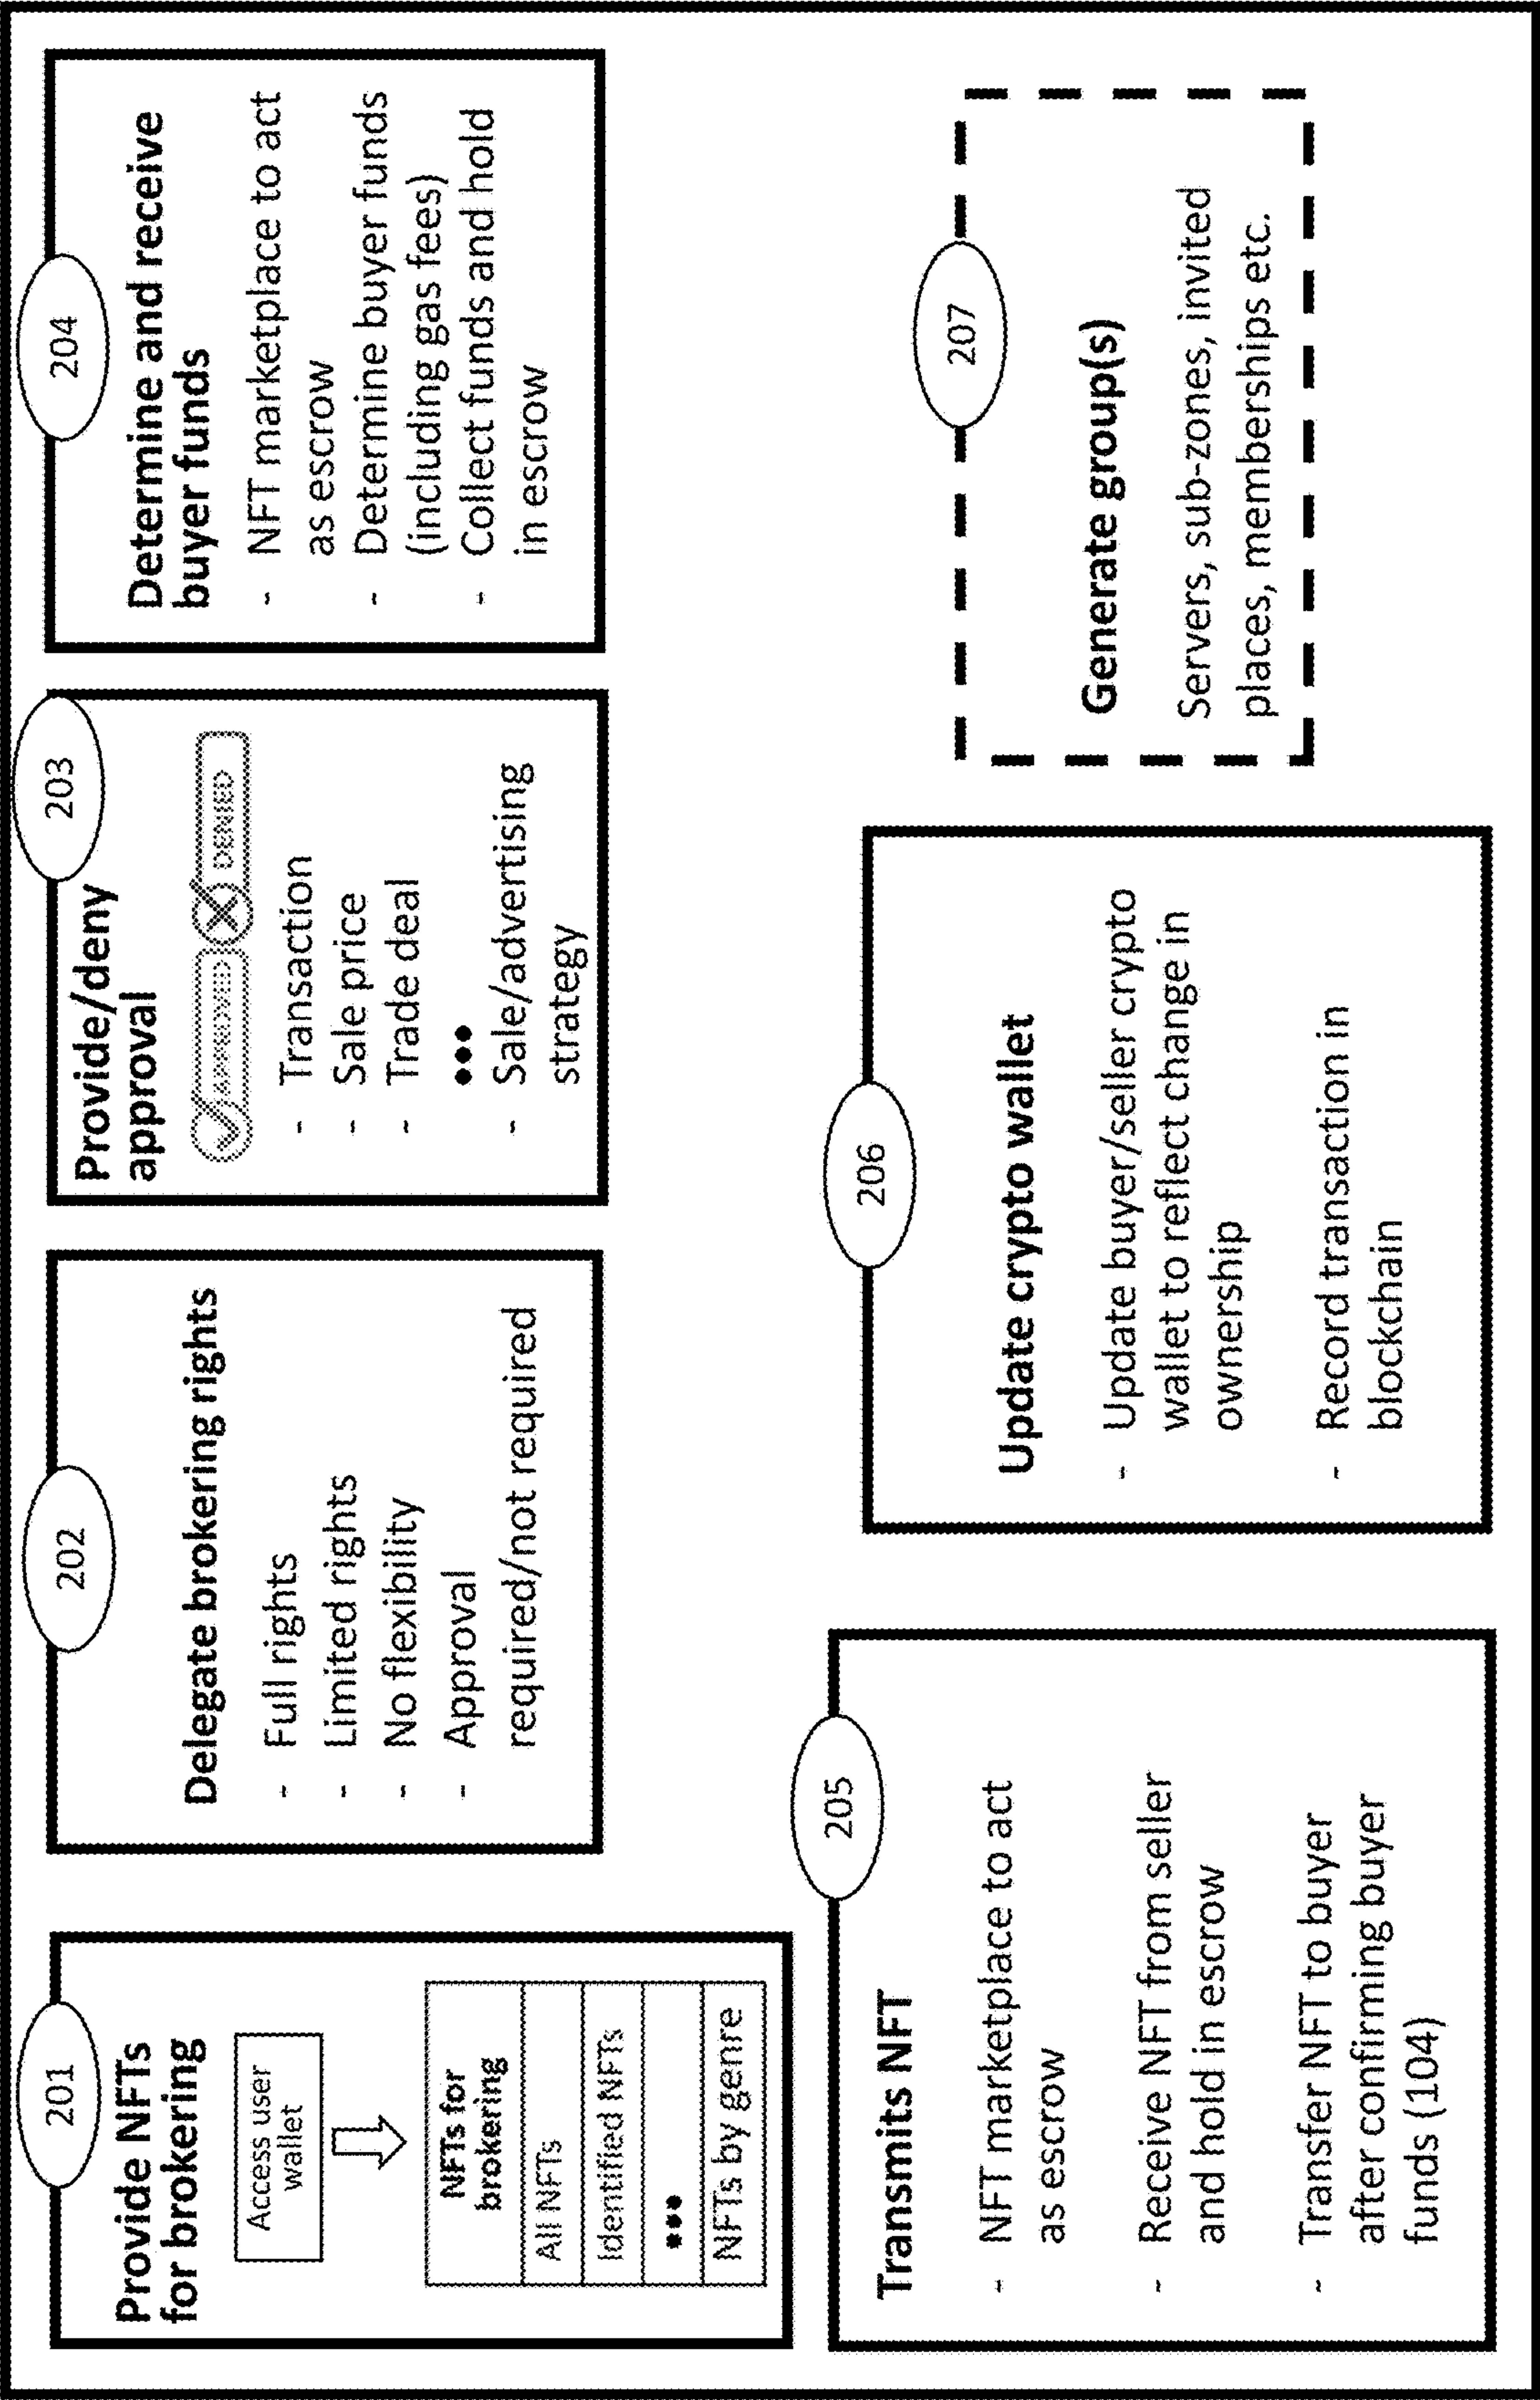 201
Provide NFTs
for brokering
Access user
wallet
NFTs for
brokering
All NFTs
Identified NFTs
•••
NFTs by genre
202
Delegate brokering rights
- Full rights
- Limited rights
- No flexibility
- Approval
required/not required
203
Provide/deny
approval
APPROVED
DENIED
- Transaction
- Sale price
- Trade deal
•••
- Sale/advertising
strategy
204
Determine and receive
buyer funds
- NFT marketplace to act
as escrow
- Determine buyer funds
(including gas fees)
- Collect funds and hold
in escrow
205
Transmits NFT
- NFT marketplace to act
as escrow
- Receive NFT from seller
and hold in escrow
- Transfer NFT to buyer
after confirming buyer
funds (104)
206
Update crypto wallet
- Update buyer/seller crypto
wallet to reflect change in
ownership
- Record transaction in
blockchain
207
Generate group(s)
Servers, sub-zones, invited
places, memberships etc.